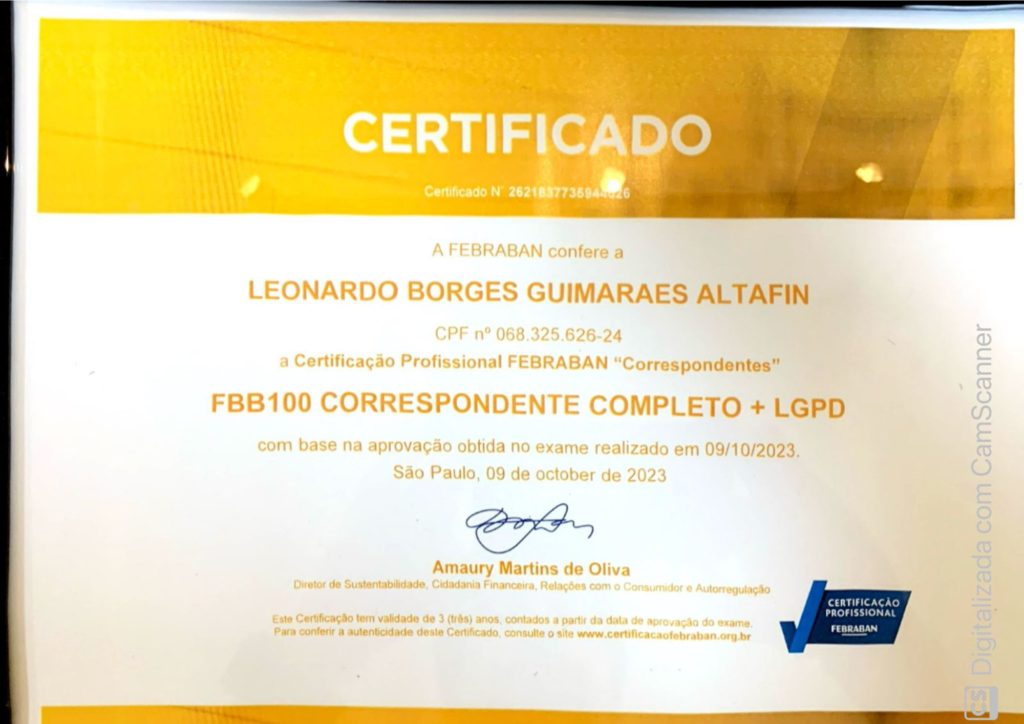 CERTIFICADO
Certificado N°
A FEBRABAN confere a
LEONARDO BORGES GUIMARAES ALTAFIN
CPF nº 068.325.626-24
a Certificação Profissional FEBRABAN “Correspondentes”
FBB100 CORRESPONDENTE COMPLETO + LGPD
com base na aprovação obtida no exame realizado em 09/10/2023.
São Paulo, 09 de october de 2023
Amaury Martins de Oliva
Diretor de Sustentabilidade, Cidadania Financeira, Relações com o Consumidor e Autorregulação
Este Certificação tem validade de 3 (três) anos, contados a partir da data de aprovação do exame.
Para conferir a autenticidade deste Certificado, consulte o site www.certificacaofebraban.org.br
CERTIFICAÇÃO
PROFISSIONAL
FEBRABAN
CS Digitalizada com CamScanner